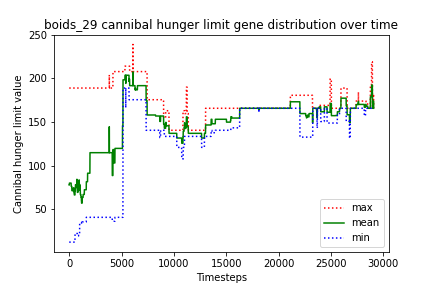 boids_29 cannibal hunger limit gene distribution over time
Cannibal hunger limit value
250
200
150
100
50
0
5000
10000
15000
20000
25000
30000
Timesteps
max
mean
min